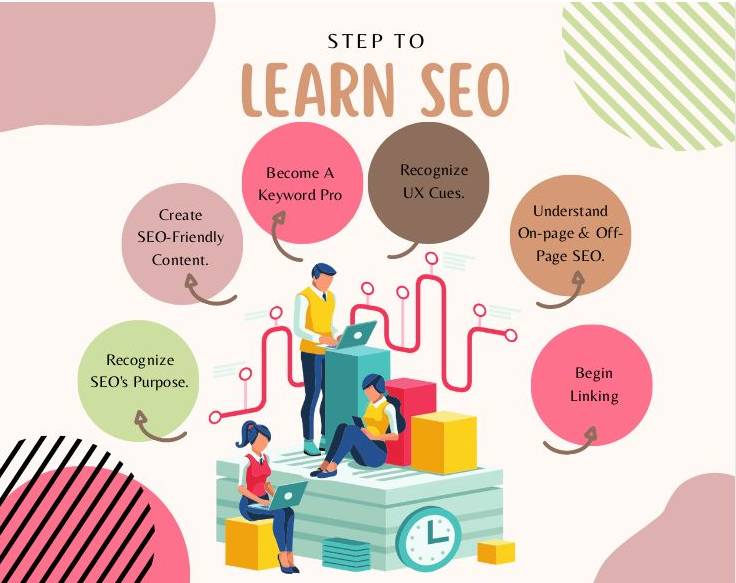 STEP TO
LEARN SEO
Recognize
SEO's Purpose.
Create
SEO-Friendly
Content.
Become A
Keyword Pro
Recognize
UX Cues.
Understand
On-page & Off-
Page SEO.
Begin
Linking